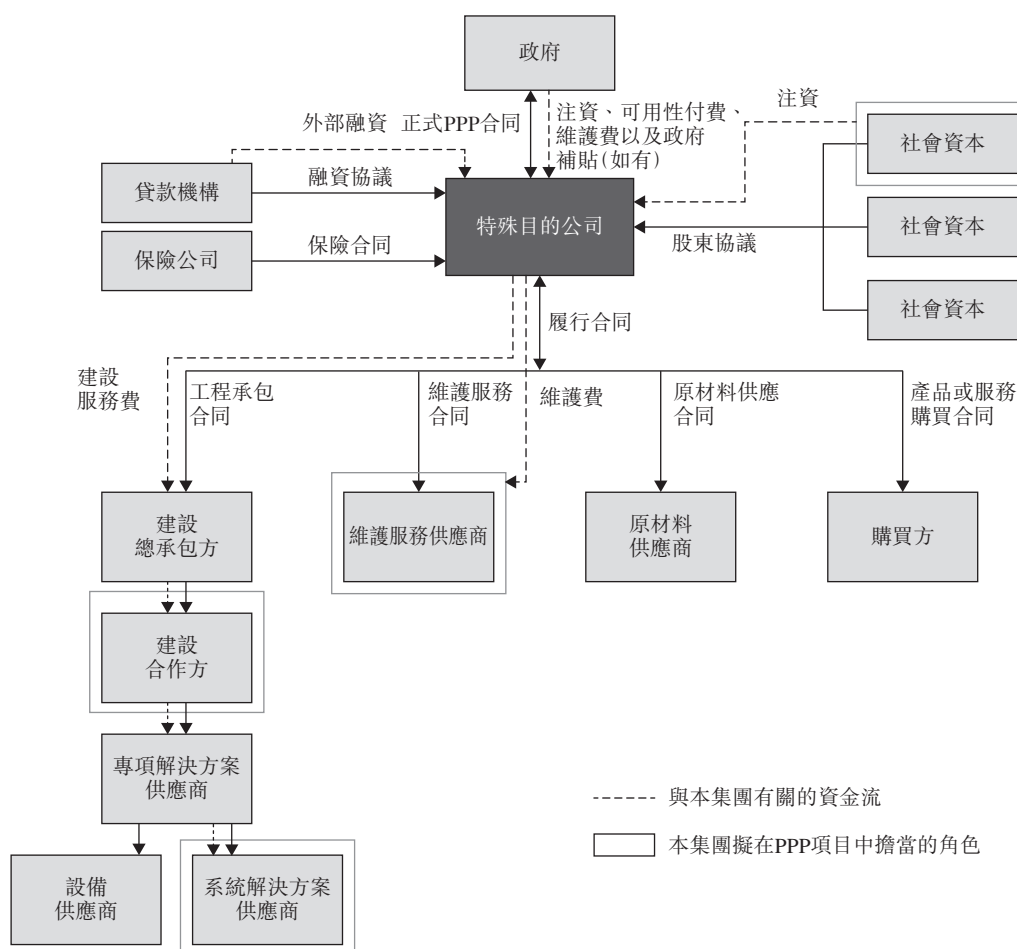 政府
注資
外部融資
正式PPP合同
注資、可用性付費、
維護費以及政府
補貼(如有)
社會資本
貸款機構
融資協議
特殊目的公司
社會資本
保險公司
保險合同
股東協議
社會資本
履行合同
建設
服務費
工程承包
合同
維護服務
合同
維護費
原材料供應
合同
產品或服務
購買合同
建設
總承包方
維護服務供應商
原材料
供應商
購買方
建設
合作方
專項解決方案
供應商
與本集團有關的資金流
本集團擬在PPP項目中擔當的角色
設備
供應商
系統解決方案
供應商